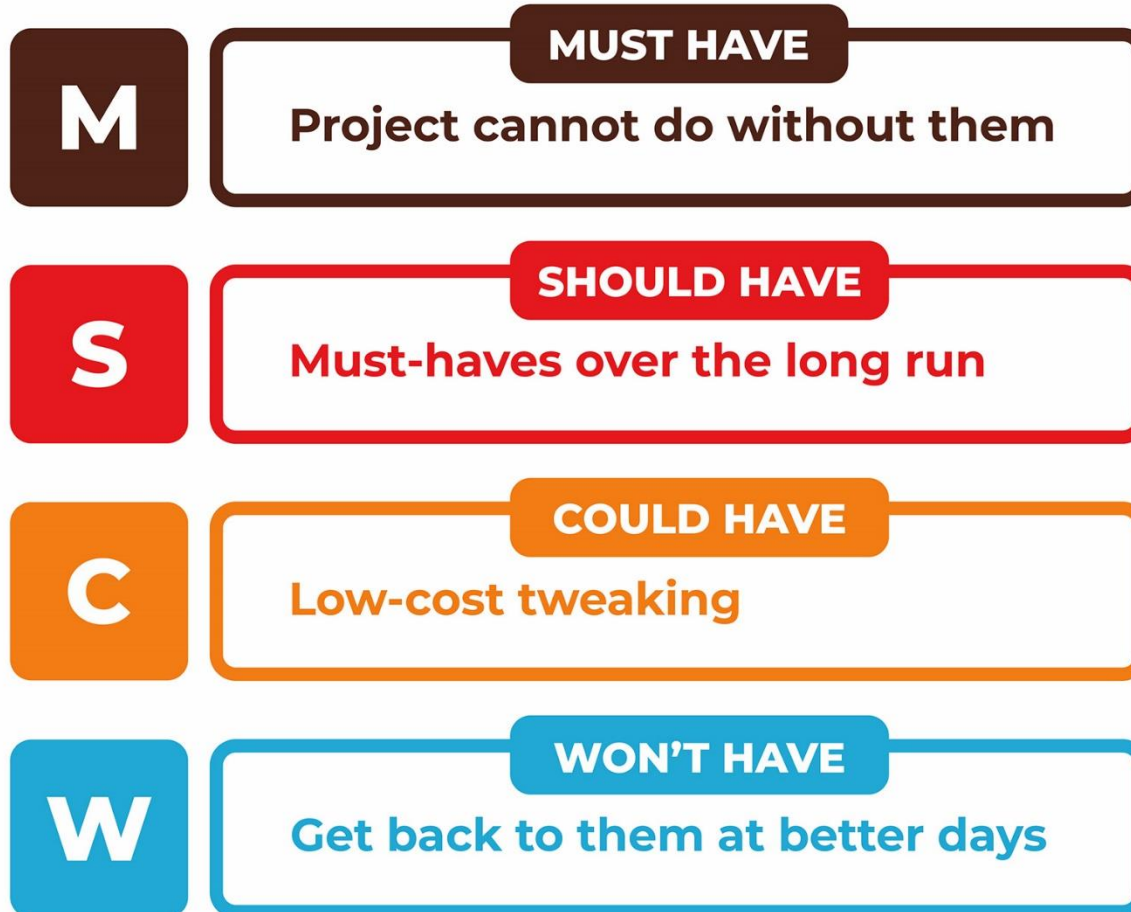 M
MUST HAVE
Project cannot do without them
S
SHOULD HAVE
Must-haves over the long run
C
COULD HAVE
Low-cost tweaking
W
WON’T HAVE
Get back to them at better days